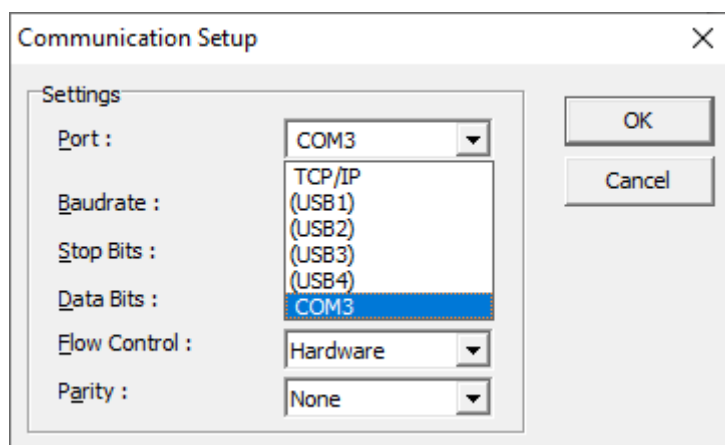 Communication Setup
Settings
Port :
COM3
TCP/IP
(USB1)
Baudrate :
(USB2)
Stop Bits :
(USB3)
(USB4)
Data Bits :
COM3
Flow Control :
Hardware
Parity :
None
OK
Cancel